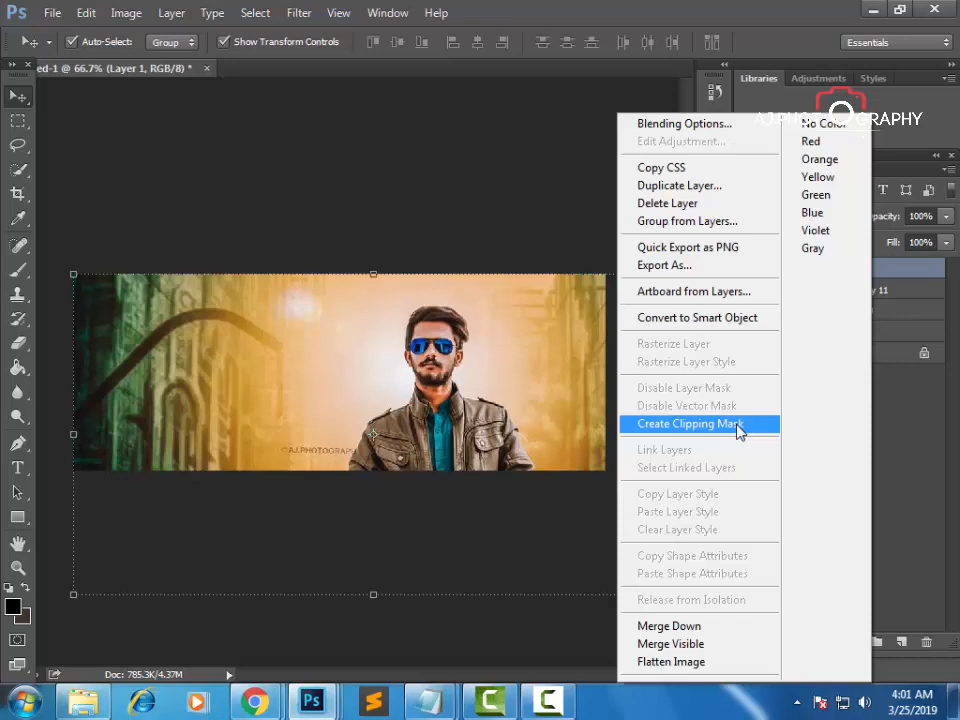 Ps File Edit Image Layer Type Select Filter View Window Help
Auto-Select: Group Show Transform Controls Essentials
ed-1 @ 66.7% (Layer 1, RGB/8) * ×
Libraries Adjustments Styles
A.J.PHOTOGRAPHY
Blending Options...
Edit Adjustment...
Copy CSS
Duplicate Layer...
Delete Layer
Group from Layers...
Quick Export as PNG
Export As...
Artboard from Layers...
Convert to Smart Object
Rasterize Layer
Rasterize Layer Style
Disable Layer Mask
Disable Vector Mask
Create Clipping Mask
Link Layers
Select Linked Layers
Copy Layer Style
Paste Layer Style
Clear Layer Style
Copy Shape Attributes
Paste Shape Attributes
Release from Isolation
Merge Down
Merge Visible
Flatten Image
No Color
Red
Orange
Yellow
Green
Blue
Violet
Gray
pacity: 100%
Fill: 100%
y 11
A.J.PHOTOGRAPHY
Doc: 785.3K/4.37M
Ps
4:01 AM
3/25/2019